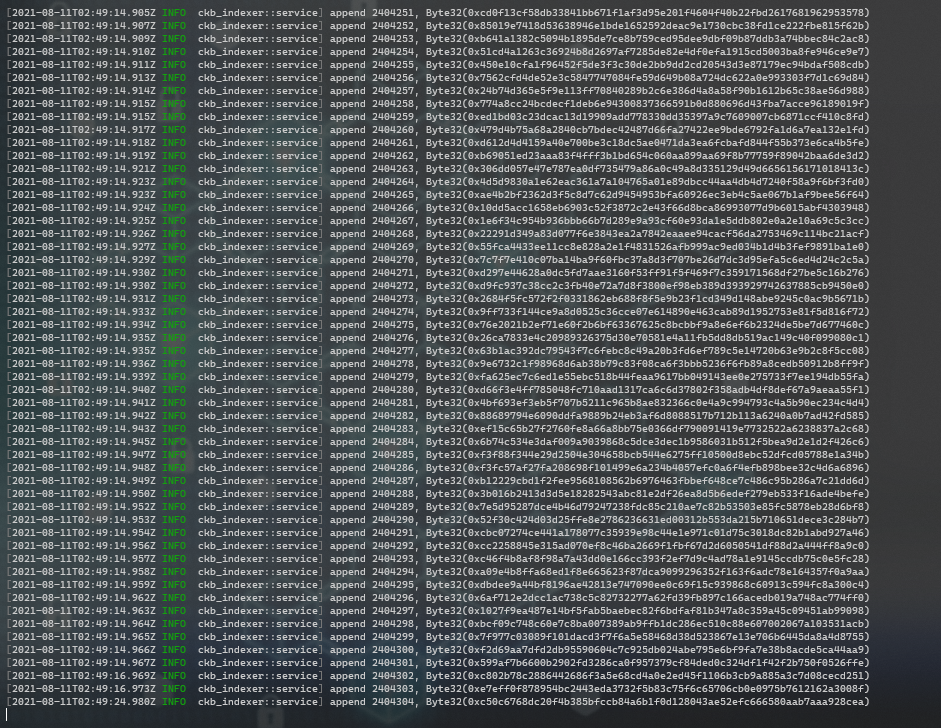 [2021-08-11T02:49:14.905Z INFO ckb_indexer::service] append 2404251, Byte32(0xcd0f13cf58db33841bb671f1af3d95e201f4604f40b22fbd2617681962953578)
[2021-08-11T02:49:14.907Z INFO ckb_indexer::service] append 2404252, Byte32(0x85019e7418d53638946e1bde1652592deac9e1730cbc38fd1ce222fbe815f62b)
[2021-08-11T02:49:14.909Z INFO ckb_indexer::service] append 2404253, Byte32(0xb641a1382c5094b1895de7ce8b759ced95dee9dbf09b87ddb3a74bbec84c2ac8)
[2021-08-11T02:49:14.910Z INFO ckb_indexer::service] append 2404254, Byte32(0x51cd4a1263c36924b8d2697af7285de82e4df0efa1915cd5003ba8fe946ce9e7)
[2021-08-11T02:49:14.911Z INFO ckb_indexer::service] append 2404255, Byte32(0x450e10cfa1f96452f5de3f3c30de2bb9dd2cd20543d3e87179ec94bdaf508cdb)
[2021-08-11T02:49:14.913Z INFO ckb_indexer::service] append 2404256, Byte32(0x7562cfd4de52e3c5847747084fe59d649b08a724dc622a0e993303f7d1c69d84)
[2021-08-11T02:49:14.914Z INFO ckb_indexer::service] append 2404257, Byte32(0x24b74d365e5f9e113ff70840289b2c6e386d4a8a58f90b1612b65c38ae56d988)
[2021-08-11T02:49:14.915Z INFO ckb_indexer::service] append 2404258, Byte32(0x774a8cc24bcdecf1deb6e94300837366591b0d880696d43fba7acce96189019f)
[2021-08-11T02:49:14.915Z INFO ckb_indexer::service] append 2404259, Byte32(0xed1bd03c23dcac13d19909add778330cd35397a9c7609007cb6871ccf410c8fd)
[2021-08-11T02:49:14.917Z INFO ckb_indexer::service] append 2404260, Byte32(0x479d4b75a68a2840cb7bdec42487d66fa27422ee9bde6792fa1d6a7ea132e1fd)
[2021-08-11T02:49:14.918Z INFO ckb_indexer::service] append 2404261, Byte32(0xd612d4d4159a40e700be3c18dc5ae0471da3ea6fcbafd844f55b373e6ca4b5fe)
[2021-08-11T02:49:14.919Z INFO ckb_indexer::service] append 2404262, Byte32(0xb69051ed23aaa83f4fff3b1bd654c060aa899aa69f8b77759f89042baa6de3d2)
[2021-08-11T02:49:14.921Z INFO ckb_indexer::service] append 2404263, Byte32(0x306dd057e47e787ea0df735479a86a0c49a8d335129d49d6656156171018413c)
[2021-08-11T02:49:14.922Z INFO ckb_indexer::service] append 2404264, Byte32(0x4d5d9830a1e62eac361a7a104765a01e89dbcc44aa4db4d7240f58a9f6bf3fd0)
[2021-08-11T02:49:14.923Z INFO ckb_indexer::service] append 2404265, Byte32(0xae4b2bf2362d3f5c8d7c62d9454953bfa60926ec3eb4c5ae067b1af9bee56f64)
[2021-08-11T02:49:14.924Z INFO ckb_indexer::service] append 2404266, Byte32(0x10dd5acc1658eb6903c52f3872c2e43f66d8bca86993077d9b6015abf4303948)
[2021-08-11T02:49:14.925Z INFO ckb_indexer::service] append 2404267, Byte32(0x1e6f34c954b936bbb66b7d289e9a93cf60e93da1e5ddb802e0a2e10a69c5c3cc)
[2021-08-11T02:49:14.926Z INFO ckb_indexer::service] append 2404268, Byte32(0x22291d349a83d077f6e3843ea2a7842eaaee94cacf56da2753469c114bc21acf)
[2021-08-11T02:49:14.927Z INFO ckb_indexer::service] append 2404269, Byte32(0x55fca4433ee11cc8e828a2e1f4831526afb999ac9ed034b1d4b3fef9891ba1e0)
[2021-08-11T02:49:14.929Z INFO ckb_indexer::service] append 2404270, Byte32(0x7c7f7e410c07ba14ba9f60fbc37a8d3f707be26d7dc3d95efa5c6ed4d24c2c5a)
[2021-08-11T02:49:14.930Z INFO ckb_indexer::service] append 2404271, Byte32(0xd297e44628a0dc5fd7aae3160f53ff91f5f469f7c359171568df27be5c16b276)
[2021-08-11T02:49:14.930Z INFO ckb_indexer::service] append 2404272, Byte32(0xd9fc937c38cc2c3fb40e72a7d8f3800ef98eb389d393929742637885cb9450e0)
[2021-08-11T02:49:14.931Z INFO ckb_indexer::service] append 2404273, Byte32(0x2684f5fc572f2f0331862eb688f8f5e9b23f1cd349d148abe9245c0ac9b5671b)
[2021-08-11T02:49:14.933Z INFO ckb_indexer::service] append 2404274, Byte32(0x9ff733f144ce9a8d0525c36cce07e614890e463cab89d1952753e81f5d816f72)
[2021-08-11T02:49:14.934Z INFO ckb_indexer::service] append 2404275, Byte32(0x76e2021b2ef71e60f2b6bf63367625c8bcbbf9a8e6ef6b2324de5be7d677460c)
[2021-08-11T02:49:14.935Z INFO ckb_indexer::service] append 2404276, Byte32(0x26ca7833e4c20989326375d30e70581e4a11fb5dd8db519ac149c40ff099080c1)
[2021-08-11T02:49:14.935Z INFO ckb_indexer::service] append 2404277, Byte32(0x63b1ac392dc79543f7c6febc8c49a20b3fd6ef789c5e14720b63e9b2c8f5cc08)
[2021-08-11T02:49:14.936Z INFO ckb_indexer::service] append 2404278, Byte32(0x9e6732c1f98968d6ab38b79c83f08ca6f3bbb5236f6fb89a8cedb50912b8ff9f)
[2021-08-11T02:49:14.939Z INFO ckb_indexer::service] append 2404279, Byte32(0xfa625ec7c6ed1e55ebc518b44feaa9617bb049143ee0e275733f7ee194db55fa)
[2021-08-11T02:49:14.940Z INFO ckb_indexer::service] append 2404280, Byte32(0xd66f3e4ff785048fc710aad1317ca6c6d37802f358adb4df8def67a9aeaa55f1)
[2021-08-11T02:49:14.941Z INFO ckb_indexer::service] append 2404281, Byte32(0x4bf693ef3eb5f707b5211c965b8ae832366c0e4a9c994793c4a5b90ec234c4d4)
[2021-08-11T02:49:14.942Z INFO ckb_indexer::service] append 2404282, Byte32(0x88689794e6090ddfa9889b24eb3af6d8088517b712b113a6240a0b7ad42fd585)
[2021-08-11T02:49:14.943Z INFO ckb_indexer::service] append 2404283, Byte32(0xef15c65b27f2760fe8a66a8bb75e0366df790091419e7732522a6238837a2c68)
[2021-08-11T02:49:14.945Z INFO ckb_indexer::service] append 2404284, Byte32(0x6b74c534e3daf009a9039868c5dce3dec1b9586031b512f5bea9d2e1d2f426c6)
[2021-08-11T02:49:14.947Z INFO ckb_indexer::service] append 2404285, Byte32(0xf3f88f344e29d2504e304658bcb544e6275ff10500d8ebc52dfcd05788e1a34b)
[2021-08-11T02:49:14.948Z INFO ckb_indexer::service] append 2404286, Byte32(0xf3fc57af27fa208698f101499e6a234b4057efc0a6f4efb898bee32c4d6a6896)
[2021-08-11T02:49:14.949Z INFO ckb_indexer::service] append 2404287, Byte32(0xb12229cbd1f2fee9568108562b6976463fbbef648ce7c486c95b286a7c21dd6d)
[2021-08-11T02:49:14.950Z INFO ckb_indexer::service] append 2404288, Byte32(0x3b016b2413d3d5e18282543abc81e2df26ea8d5b6edef279eb533f16ade4befe)
[2021-08-11T02:49:14.952Z INFO ckb_indexer::service] append 2404289, Byte32(0x7e5d95287dce4b46d79247238fdc85c210ae7c82b53503e85fc5878eb28d6bf8)
[2021-08-11T02:49:14.953Z INFO ckb_indexer::service] append 2404290, Byte32(0x52f30c424d03d25ffe8e2786236631ed00312b553da215b710651dece3c284b7)
[2021-08-11T02:49:14.954Z INFO ckb_indexer::service] append 2404291, Byte32(0xcbc07274ce441a178077c35939e98c44e1e971c01d75c3018dc82b1abd927a46)
[2021-08-11T02:49:14.956Z INFO ckb_indexer::service] append 2404292, Byte32(0xcc2258845e315ad070ef8c46ba2669f1fbf67d2d6050541df88d2a444ff8a9c0)
[2021-08-11T02:49:14.957Z INFO ckb_indexer::service] append 2404293, Byte32(0xc46f4b8af8f98a7a43dd0e166cc393f2ef7d9c4ad78a1e9145ccdb75c0e5fc28)
[2021-08-11T02:49:14.958Z INFO ckb_indexer::service] append 2404294, Byte32(0xa09e4b8ffa68ed1f8e665623f87dca90992963​52f163f6adc78e164357f0a9aa)
[2021-08-11T02:49:14.959Z INFO ckb_indexer::service] append 2404295, Byte32(0xdbdee9a44bf8196ae42813e747090ee0c69f15c939868c60913c594fc8a300c4)
[2021-08-11T02:49:14.962Z INFO ckb_indexer::service] append 2404296, Byte32(0x6af712e2dc1ac738c5c82732277a62fd39fb897c166acedb019a748ac774ff0)
[2021-08-11T02:49:14.963Z INFO ckb_indexer::service] append 2404297, Byte32(0x1027f9ea487e14bf5fab5baebec82f6bdfaf81b347a8c359a45c09451ab99098)
[2021-08-11T02:49:14.964Z INFO ckb_indexer::service] append 2404298, Byte32(0xbcf09c748c60e7c8ba007389ab9ffb1dc286ec510c88e607002067a103531acb)
[2021-08-11T02:49:14.965Z INFO ckb_indexer::service] append 2404299, Byte32(0x7f977c03089f101dacd3f7f6a5e58468d38d523867e13e706b6445da8a4d8755)
[2021-08-11T02:49:14.966Z INFO ckb_indexer::service] append 2404300, Byte32(0xf2d69aa7dfd2db95590604c7c925db024abe795e6bf9fa7e38b8acde5ca44aa9)
[2021-08-11T02:49:14.967Z INFO ckb_indexer::service] append 2404301, Byte32(0x599af7b6600b2902fd3286ca0f957379cf84ded0c324df1f42f2b750f0526ffe)
[2021-08-11T02:49:16.969Z INFO ckb_indexer::service] append 2404302, Byte32(0xc802b78c2886442686f3a5e68cd4a0e2ed45f1106b3cb9a885a3c7d08cecd251)
[2021-08-11T02:49:16.973Z INFO ckb_indexer::service] append 2404303, Byte32(0xe7eff0f878954bc2443eda3732f5b83c75f6c65706cb0e0975b7612162a3008f)
[2021-08-11T02:49:24.980Z INFO ckb_indexer::service] append 2404304, Byte32(0xc50c6768dc20f4b385bfccb84a6b1f0d128043ae52efc666580aab7aaa928cea)